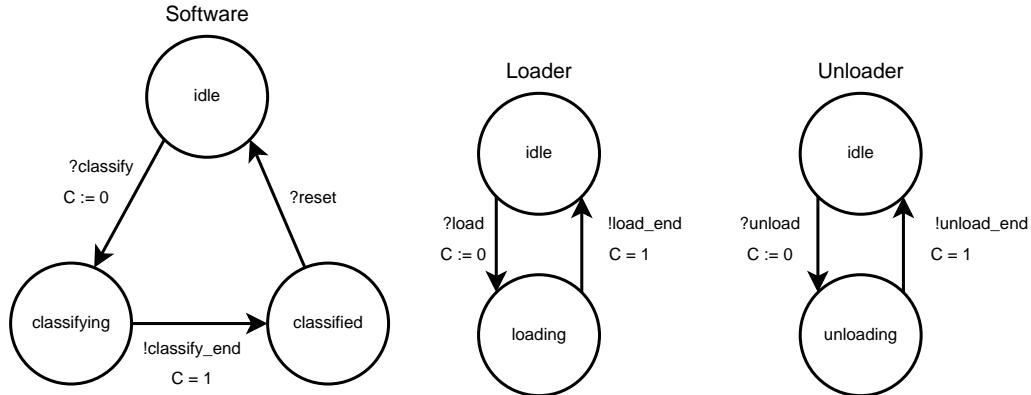 Software
idle
?classify
C := 0
?reset
classifying
classified
!classify_end
C = 1
Loader
idle
?load
C := 0
!load_end
C = 1
loading
Unloader
idle
?unload
C := 0
!unload_end
C = 1
unloading